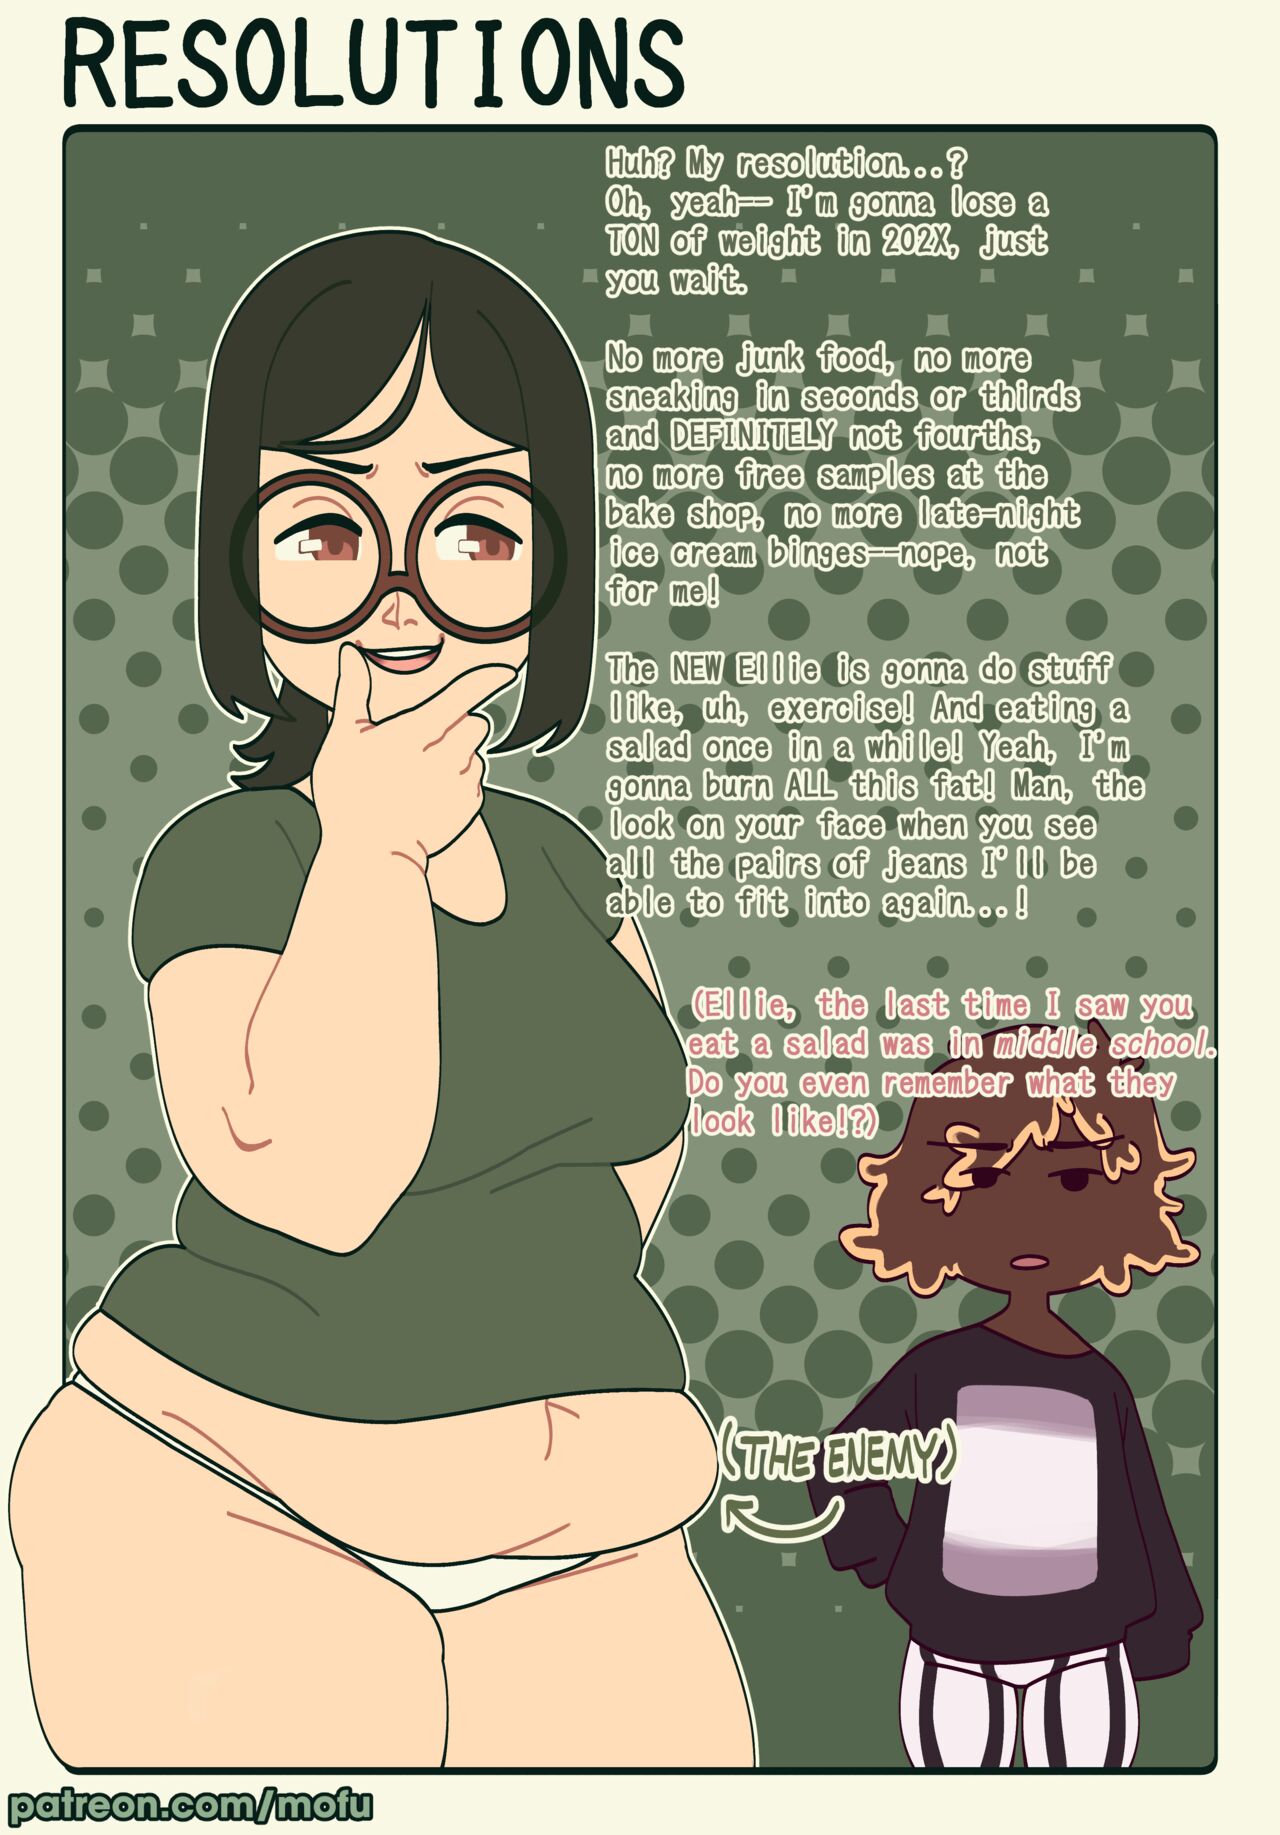 RESOLUTIONS
Huh? My resolution...?
Oh, yeah-- I'm gonna lose a
TON of weight in 202X, just
you wait.
No more junk food, no more
sneaking in seconds or thirds
and DEFINITELY not fourths,
no more free samples at the
bake shop, no more late-night
ice cream binges--nope, not
for me!
The NEW Ellie is gonna do stuff
like, uh, exercise! And eating a
salad once in a while! Yeah, I'm
gonna burn ALL this fat! Man, the
look on your face when you see
all the pairs of jeans I'll be
able to fit into again...!
(Ellie, the last time I saw you
eat a salad was in middle school.
Do you even remember what they
look like!?)
(THE ENEMY)
patreon.com/mofu